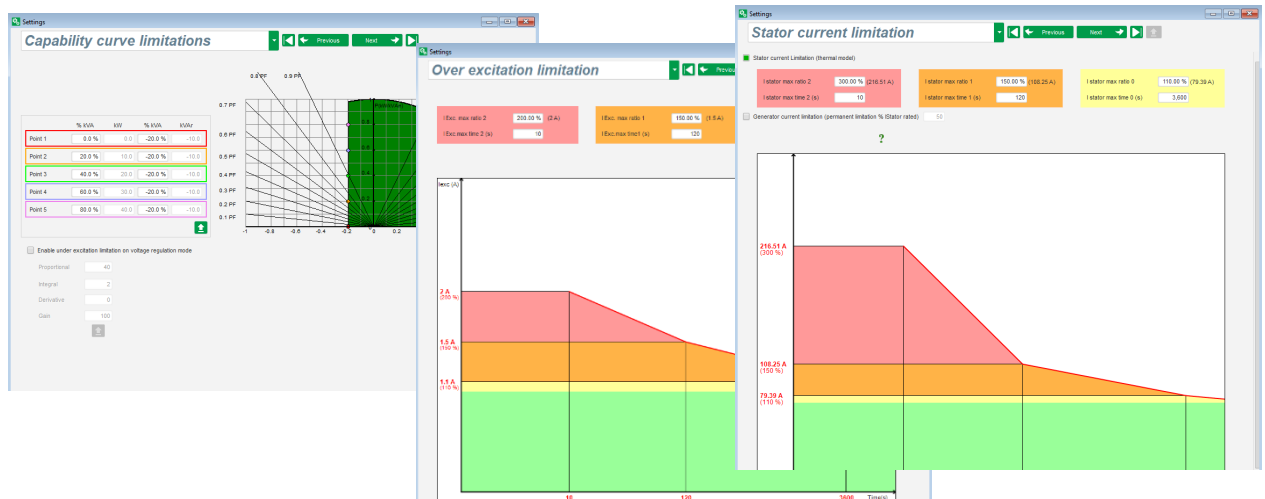 Settings
Capability curve limitations
Previous
Next
0.8 PF 0.9 PF
0.7 PF
0.6 PF
0.5 PF
0.4 PF
0.3 PF
0.2 PF
0.1 PF
-1 -0.8 -0.6 -0.4 -0.2 0 0.2
% kVA kW % kVA kVAr
Point 1 0.0 % 0.0 -20.0 % -10.0
Point 2 20.0 % 10.0 -20.0 % -10.0
Point 3 40.0 % 20.0 -20.0 % -10.0
Point 4 60.0 % 30.0 -20.0 % -10.0
Point 5 80.0 % 40.0 -20.0 % -10.0
Enable under excitation limitation on voltage regulation mode
Proportional 40
Integral 2
Derivative 0
Gain 100
Settings
Over excitation limitation
I Exc. max ratio 2 200.00 % (2 A)
I Exc.max time 2 (s) 10
I Exc. max ratio 1 150.00 % (1.5 A)
I Exc.max time1 (s) 120
Iexc (A)
2 A
(200 %)
1.5 A
(150 %)
1.1 A
(110 %)
10 120 3600 Time(s)
Settings
Stator current limitation
Previous
Next
Stator current Limitation (thermal model)
I stator max ratio 2 300.00 % (216.51 A)
I stator max time 2 (s) 10
I stator max ratio 1 150.00 % (108.25 A)
I stator max time 1 (s) 120
I stator max ratio 0 110.00 % (79.39 A)
I stator max time 0 (s) 3,600
Generator current limitation (permanent limitation % iStator rated) 50
?
216.51 A
(300 %)
108.25 A
(150 %)
79.39 A
(110 %)